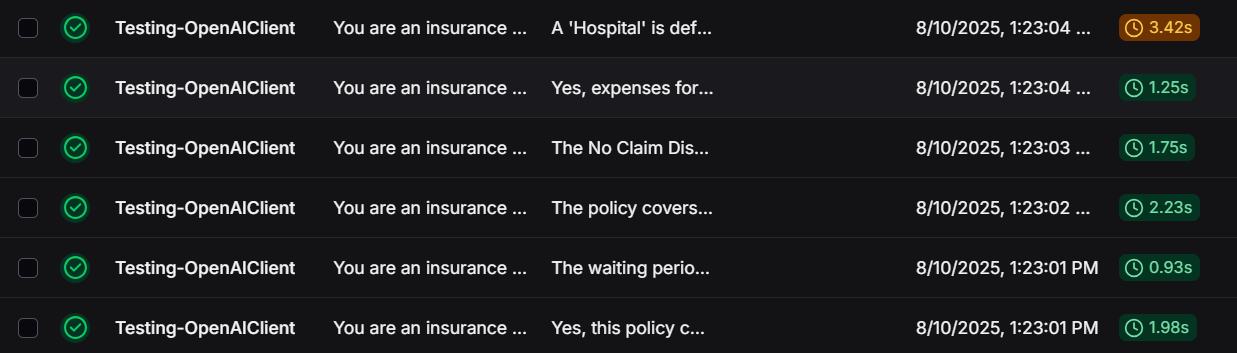 Testing-OpenAIClient You are an insurance ... A 'Hospital' is def... 8/10/2025, 1:23:04 ... 3.42s
Testing-OpenAIClient You are an insurance ... Yes, expenses for... 8/10/2025, 1:23:04 ... 1.25s
Testing-OpenAIClient You are an insurance ... The No Claim Dis... 8/10/2025, 1:23:03 ... 1.75s
Testing-OpenAIClient You are an insurance ... The policy covers... 8/10/2025, 1:23:02 ... 2.23s
Testing-OpenAIClient You are an insurance ... The waiting perio... 8/10/2025, 1:23:01 PM 0.93s
Testing-OpenAIClient You are an insurance ... Yes, this policy c... 8/10/2025, 1:23:01 PM 1.98s